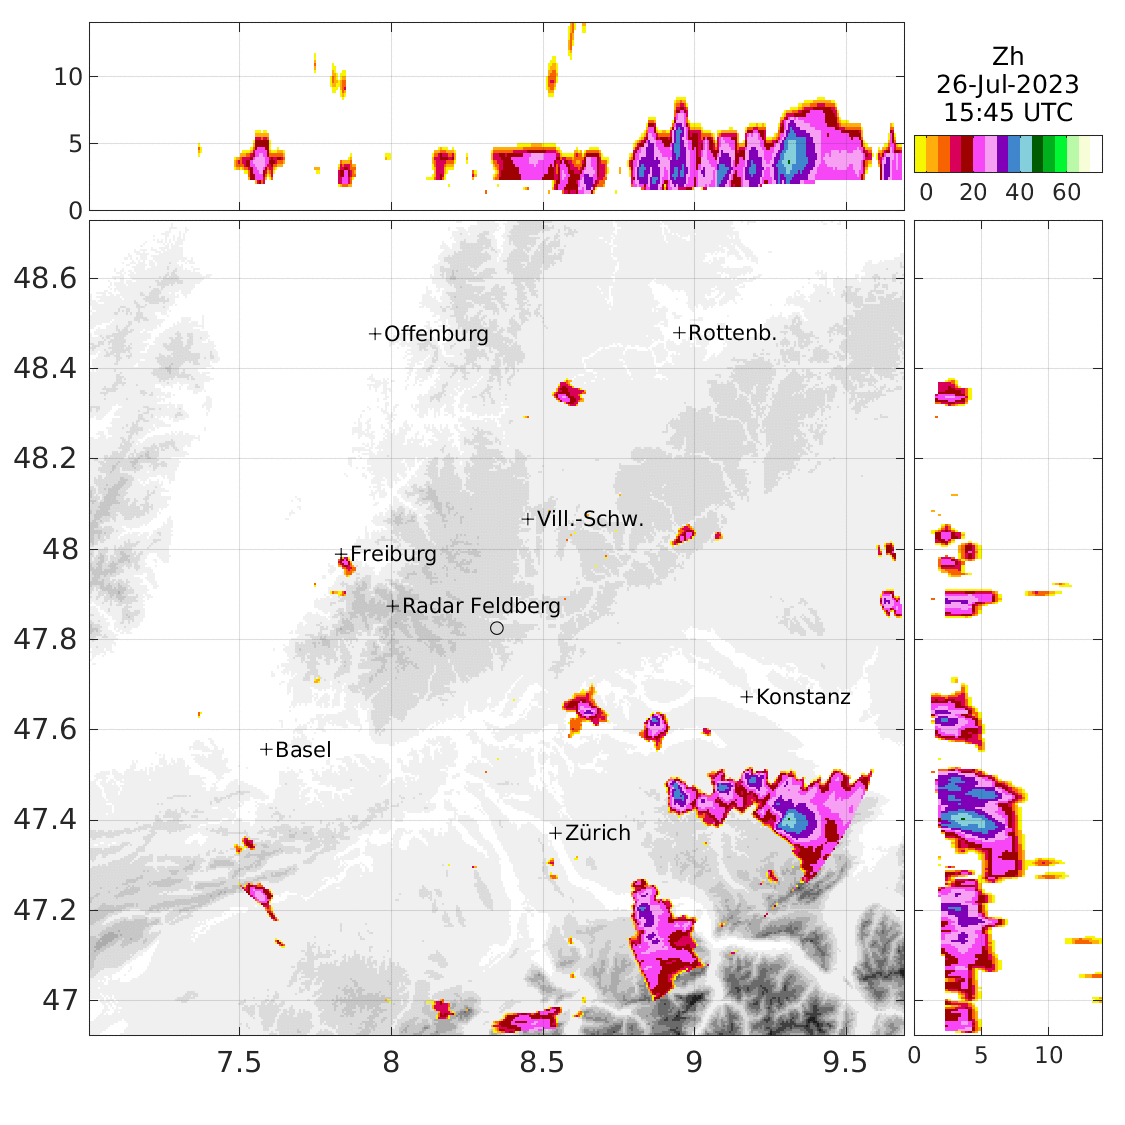 Zh
26-Jul-2023
15:45 UTC
0 20 40 60
10
5
0
48.6
48.4
48.2
48
47.8
47.6
47.4
47.2
47
Offenburg
Rottenb.
Vill.-Schw.
Freiburg
Radar Feldberg
Konstanz
Basel
Zürich
7.5 8 8.5 9 9.5
0 5 10